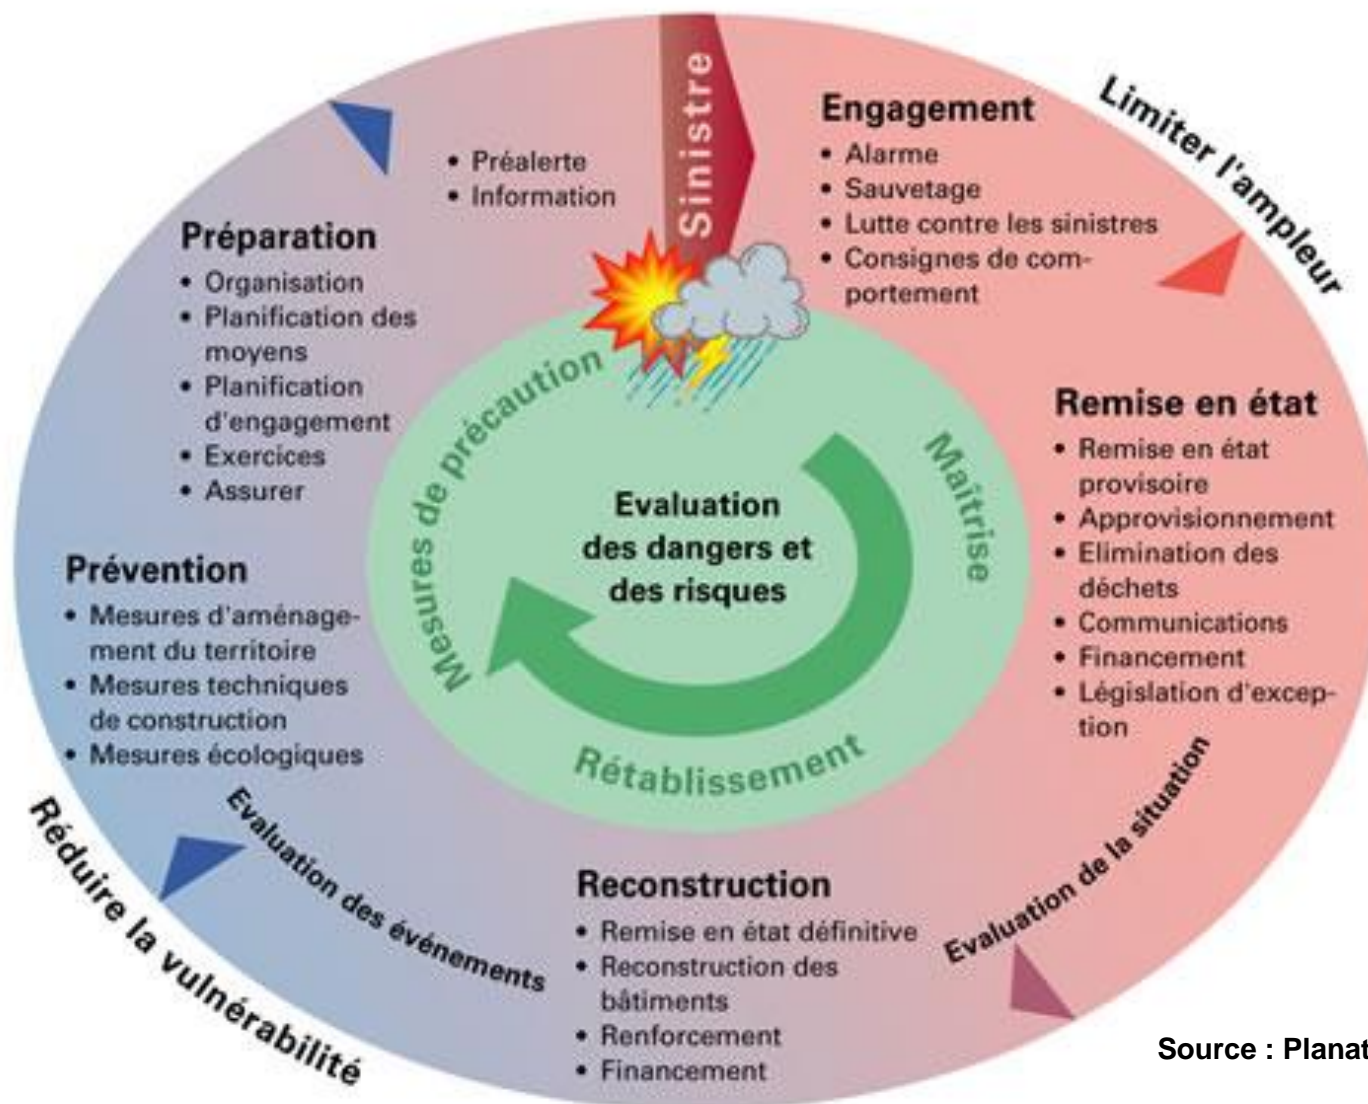 Sinistre
Engagement
• Alarme
• Sauvetage
• Lutte contre les sinistres
• Consignes de com-
portement
Limiter l'ampleur
Remise en état
• Remise en état
provisoire
• Approvisionnement
• Elimination des
déchets
• Communications
• Financement
• Législation d'excep-
tion
Evaluation de la situation
Reconstruction
• Remise en état définitive
• Reconstruction des
bâtiments
• Renforcement
• Financement
Evaluation des événements
Réduire la vulnérabilité
Prévention
• Mesures d'aménage-
ment du territoire
• Mesures techniques
de construction
• Mesures écologiques
Préparation
• Organisation
• Planification des
moyens
• Planification
d'engagement
• Exercices
• Assurer
• Préalerte
• Information
Mesures de précaution
Maîtrise
Rétablissement
Evaluation
des dangers et
des risques
Source : Planat